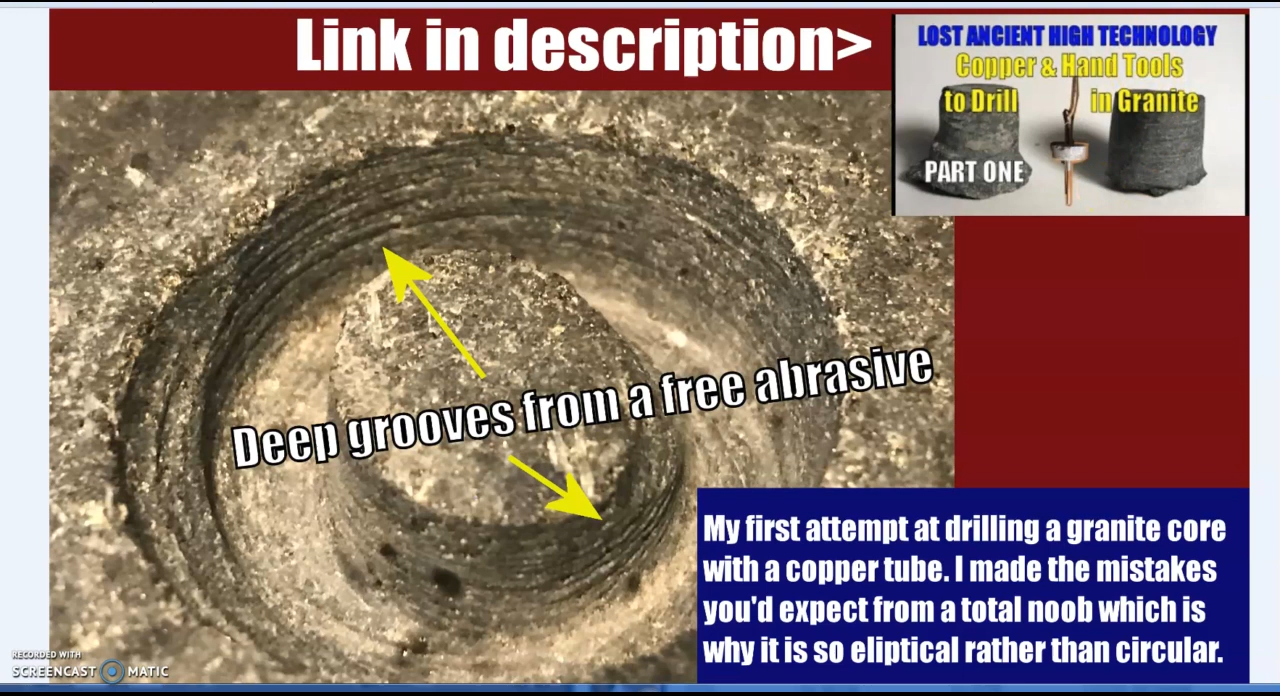 Link in description>
LOST ANCIENT HIGH TECHNOLOGY
Copper & Hand Tools
to Drill in Granite
PART ONE
Deep grooves from a free abrasive
My first attempt at drilling a granite core
with a copper tube. I made the mistakes
you'd expect from a total noob which is
why it is so eliptical rather than circular.
RECORDED WITH
SCREENCAST MATIC